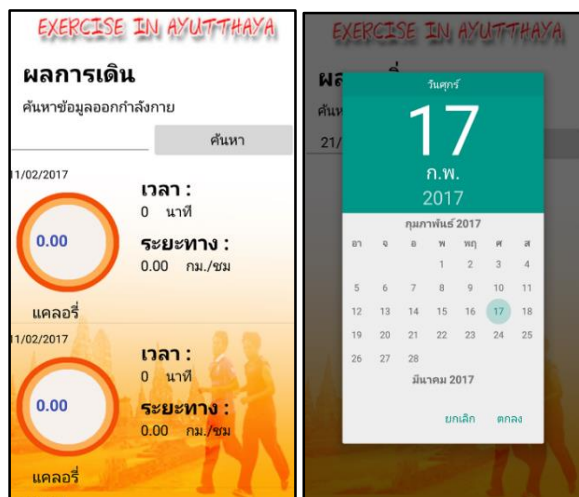 EXERCISE IN AYUTTHAYA
ผลการเดิน
ค้นหาข้อมูลออกกำลังกาย
ค้นหา
11/02/2017
เวลา :
0 นาที
0.00
ระยะทาง :
0.00 กม./ชม
แคลอรี่
11/02/2017
เวลา :
0 นาที
0.00
ระยะทาง :
0.00 กม./ชม
แคลอรี่
EXERCISE IN AYUTTHAYA
วันศุกร์
17
ก.พ.
2017
21/
กุมภาพันธ์ 2017
อา จ อ พ พฤ ศ ส
1 2 3 4
5 6 7 8 9 10 11
12 13 14 15 16 17 18
19 20 21 22 23 24 25
26 27 28
มีนาคม 2017
ยกเลิก ตกลง